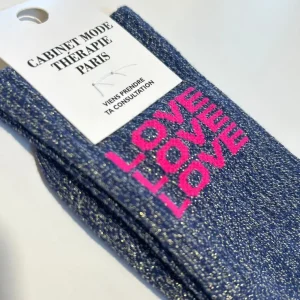 CABINET MODE
THÉRAPIE
PARIS
VIENS PRENDRE
TA CONSULTATION
LOVE
LOVE
LOVE